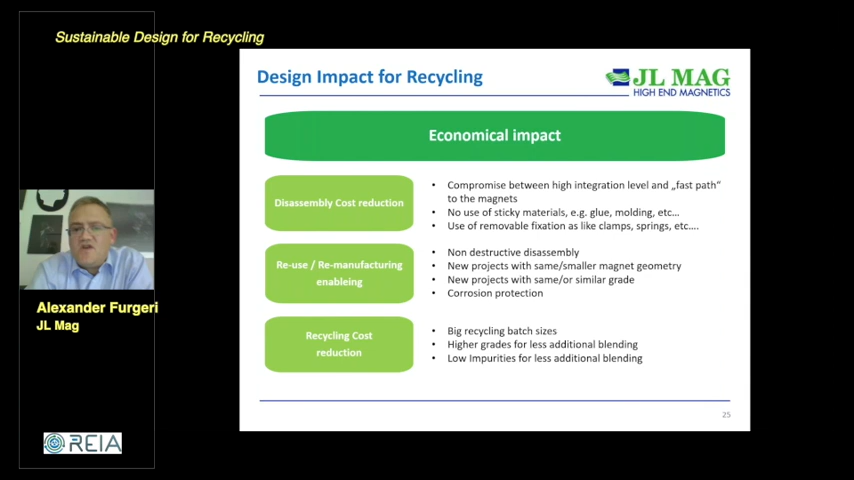 Sustainable Design for Recycling
Design Impact for Recycling
JL MAG
HIGH END MAGNETICS
Economical impact
Disassembly Cost reduction
• Compromise between high integration level and „fast path“
to the magnets
• No use of sticky materials, e.g. glue, molding, etc...
• Use of removable fixation as like clamps, springs, etc....
Re-use / Re-manufacturing
enableing
• Non destructive disassembly
• New projects with same/smaller magnet geometry
• New projects with same/or similar grade
• Corrosion protection
Recycling Cost
reduction
• Big recycling batch sizes
• Higher grades for less additional blending
• Low Impurities for less additional blending
25
Alexander Furgeri
JL Mag
REIA